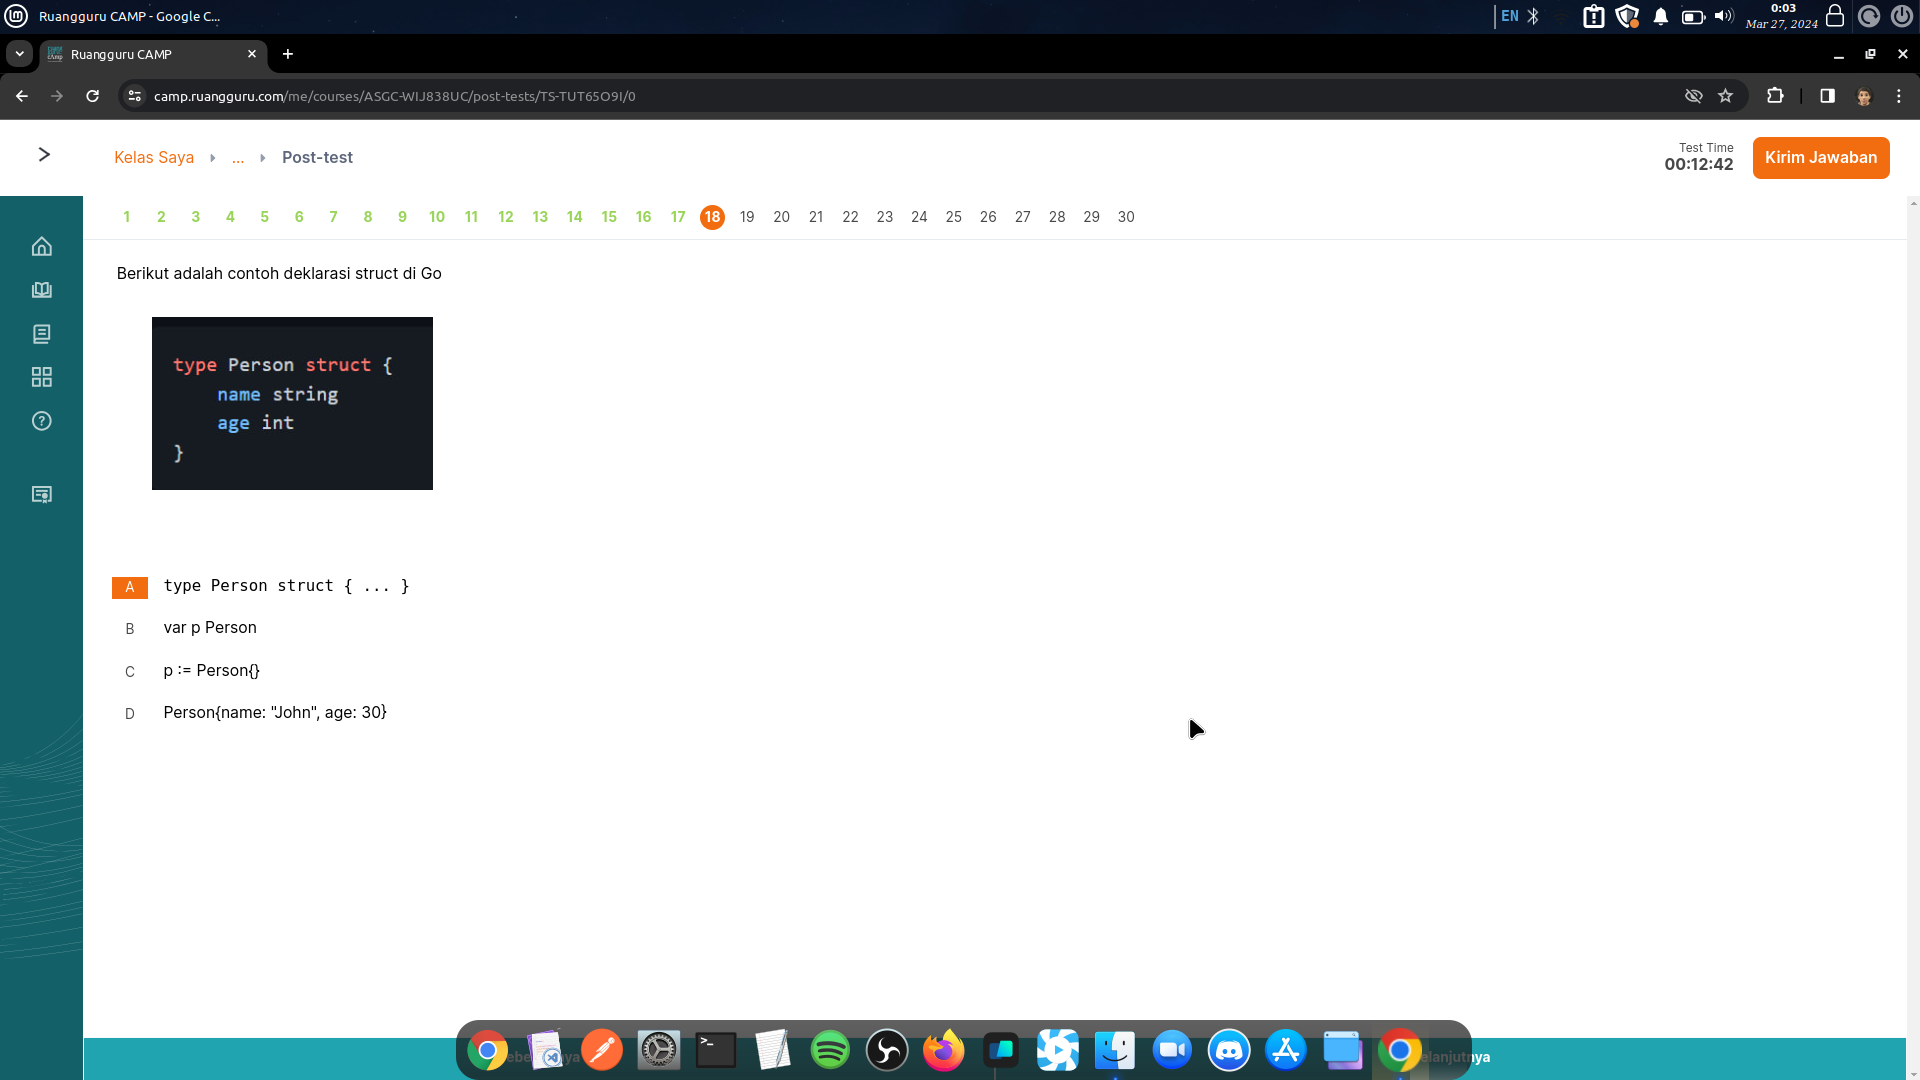 Ruangguru CAMP - Google C...
EN
0:03
Mar 27, 2024
Ruangguru CAMP
camp.ruangguru.com/me/courses/ASGC-WIJ838UC/post-tests/TS-TUT65O9I/0
Kelas Saya
...
Post-test
Test Time
00:12:42
Kirim Jawaban
1 2 3 4 5 6 7 8 9 10 11 12 13 14 15 16 17 18 19 20 21 22 23 24 25 26 27 28 29 30
Berikut adalah contoh deklarasi struct di Go
type Person struct {
name string
age int
}
A type Person struct { ... }
B var p Person
C p := Person{}
D Person{name: "John", age: 30}